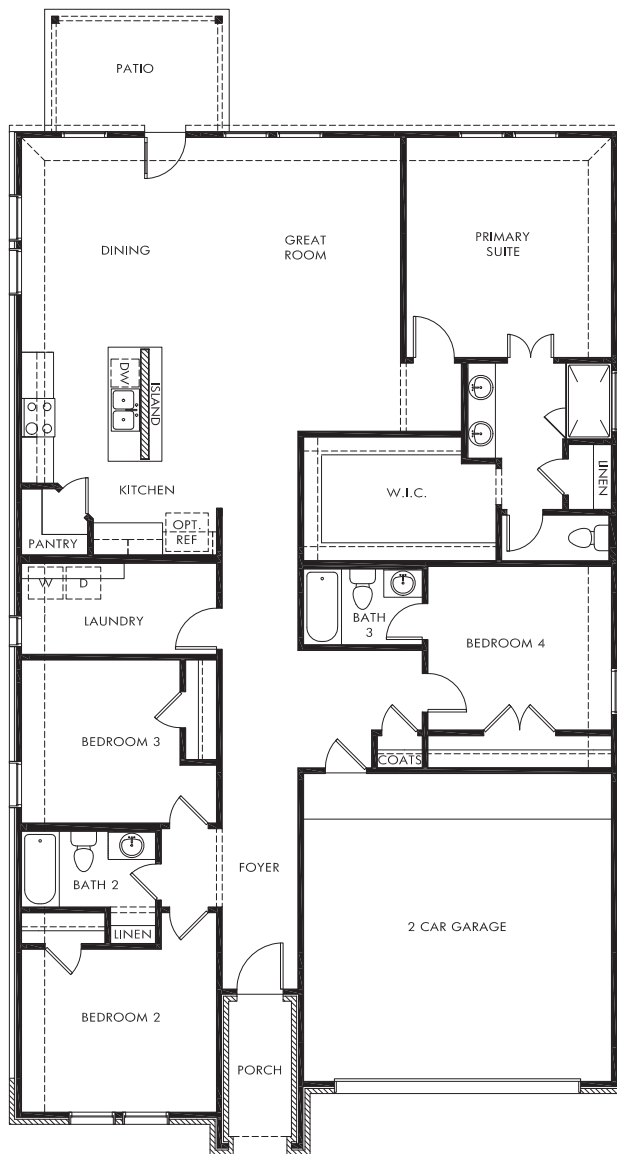 PATIO
DINING
GREAT
ROOM
PRIMARY
SUITE
DW
ISLAND
KITCHEN
W.I.C.
LINEN
PANTRY
OPT.
REF
W
D
LAUNDRY
BATH
3
BEDROOM 4
BEDROOM 3
COATS
BATH 2
FOYER
LINEN
2 CAR GARAGE
BEDROOM 2
PORCH